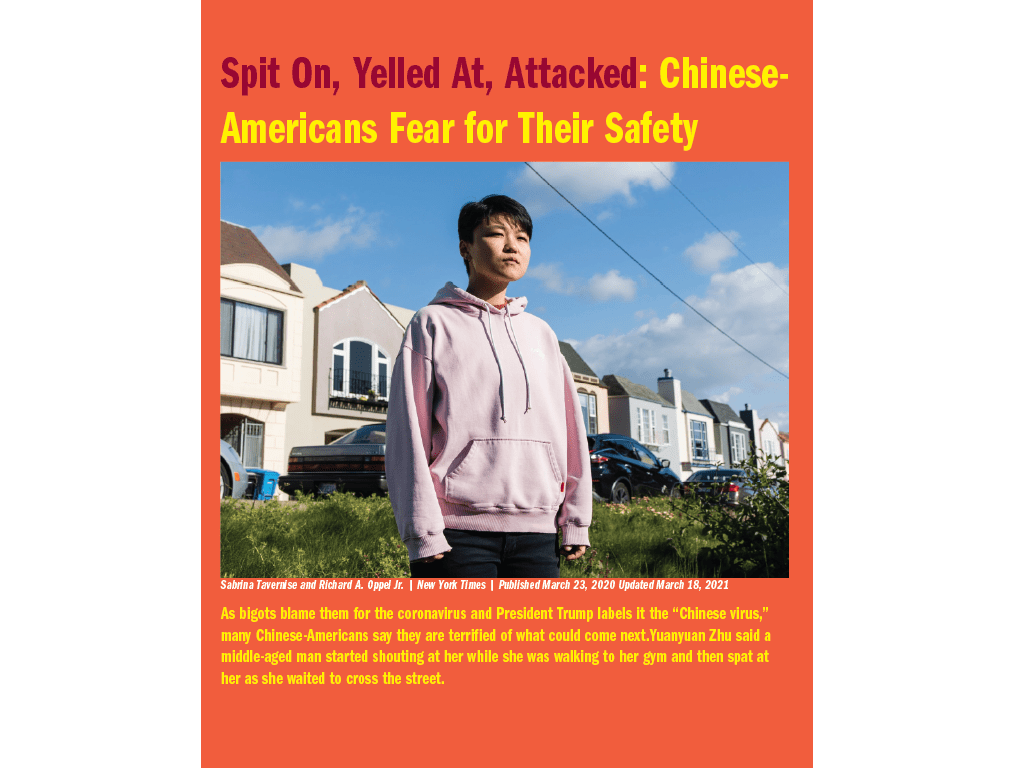 Spit On, Yelled At, Attacked: Chinese-
Americans Fear for Their Safety
Sabrina Tavernise and Richard A. Oppel Jr. | New York Times | Published March 23, 2020 Updated March 18, 2021
As bigots blame them for the coronavirus and President Trump labels it the “Chinese virus,”
many Chinese-Americans say they are terrified of what could come next.Yuanyuan Zhu said a
middle-aged man started shouting at her while she was walking to her gym and then spat at
her as she waited to cross the street.